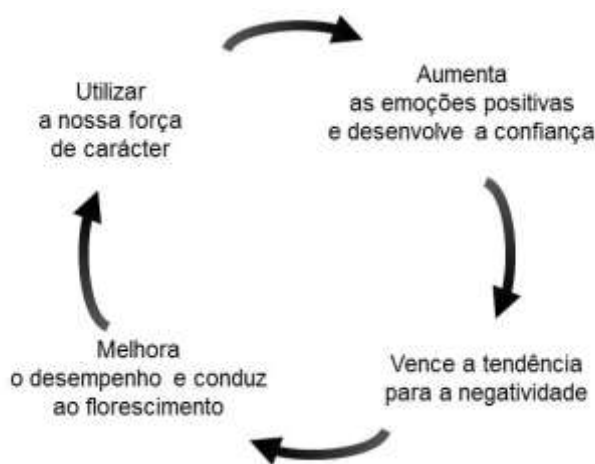 Utilizar
a nossa força
de carácter
Aumenta
as emoções positivas
e desenvolve a confiança
Vence a tendência
para a negatividade
Melhora
o desempenho e conduz
ao florescimento